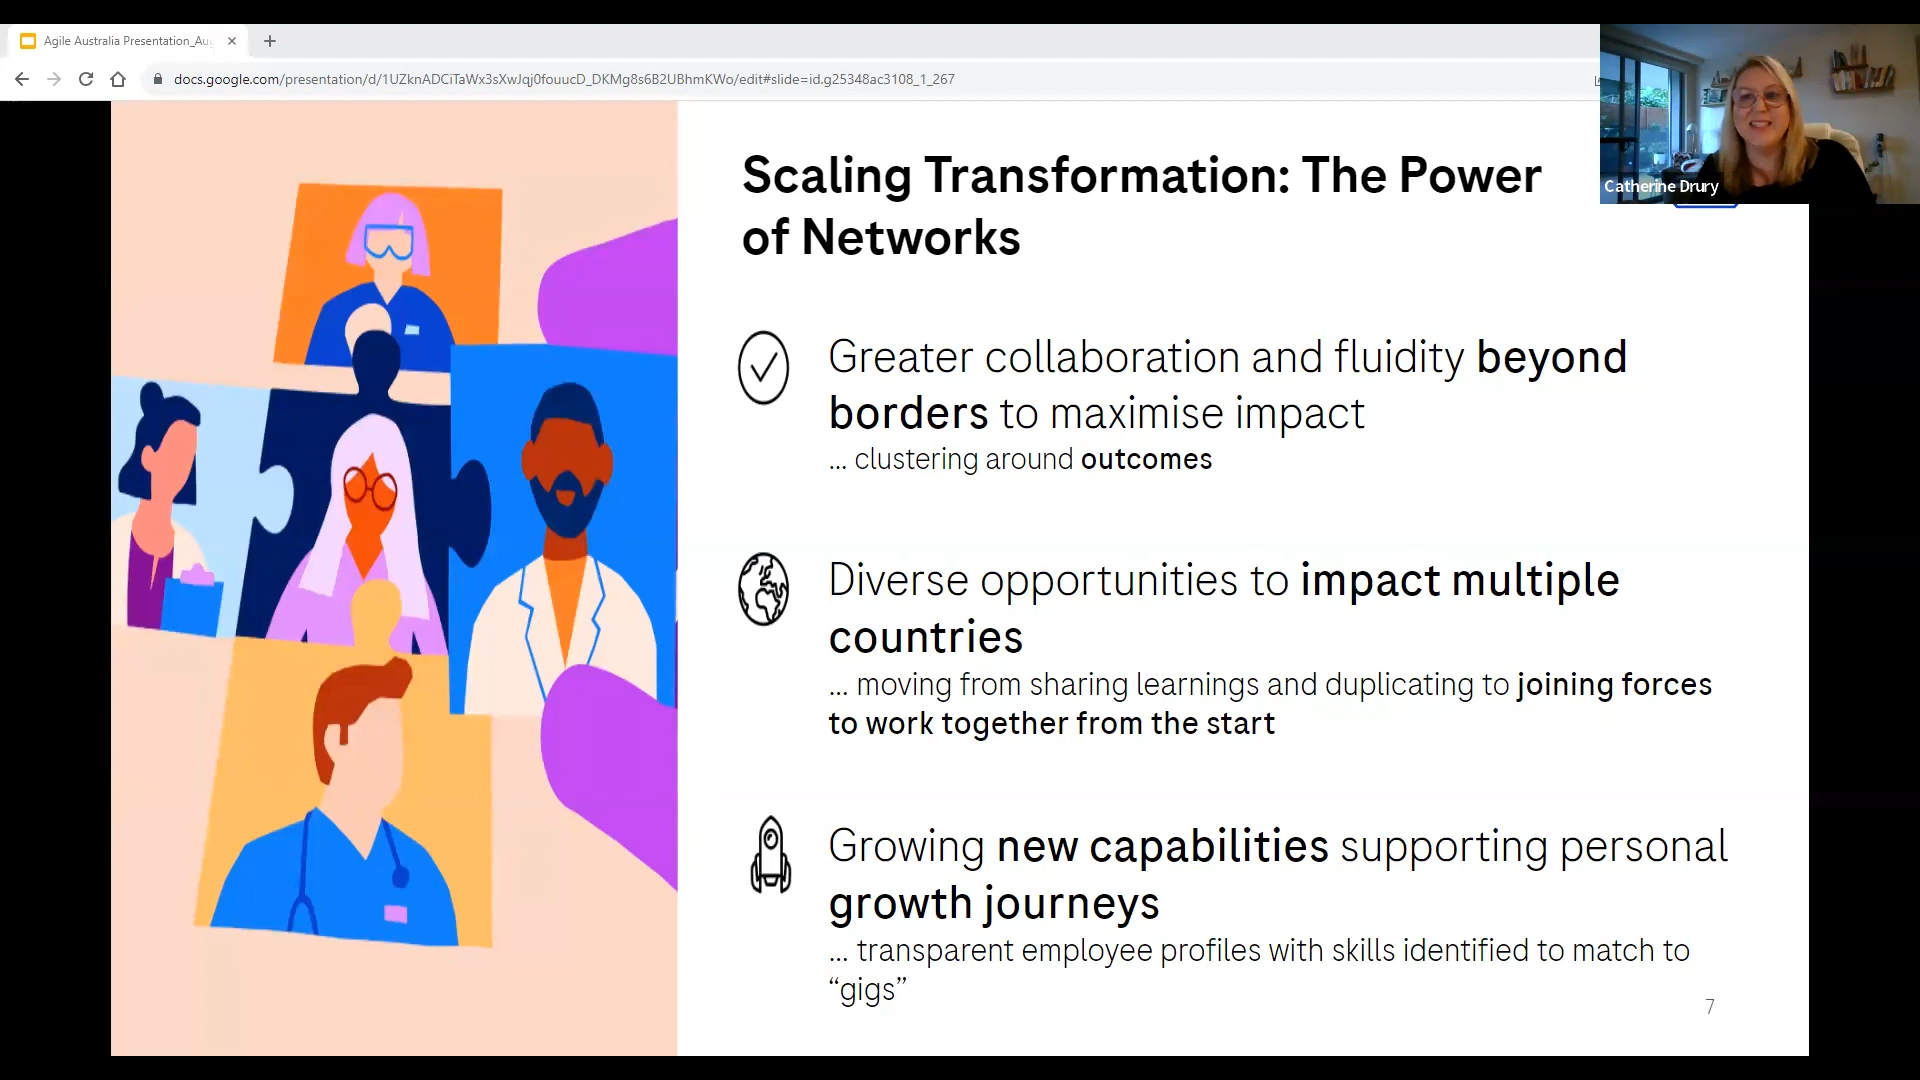 Agile Australia Presentation_Au
docs.google.com/presentation/d/1UZknADCiTaWx3sXwJqj0fouucD_DKMg8s6B2UBhmKWo/edit#slide=id.g25348ac3108_1_267
Catherine Drury
Scaling Transformation: The Power
of Networks
Greater collaboration and fluidity beyond
borders to maximise impact
... clustering around outcomes
Diverse opportunities to impact multiple
countries
... moving from sharing learnings and duplicating to joining forces
to work together from the start
Growing new capabilities supporting personal
growth journeys
... transparent employee profiles with skills identified to match to
“gigs”
7